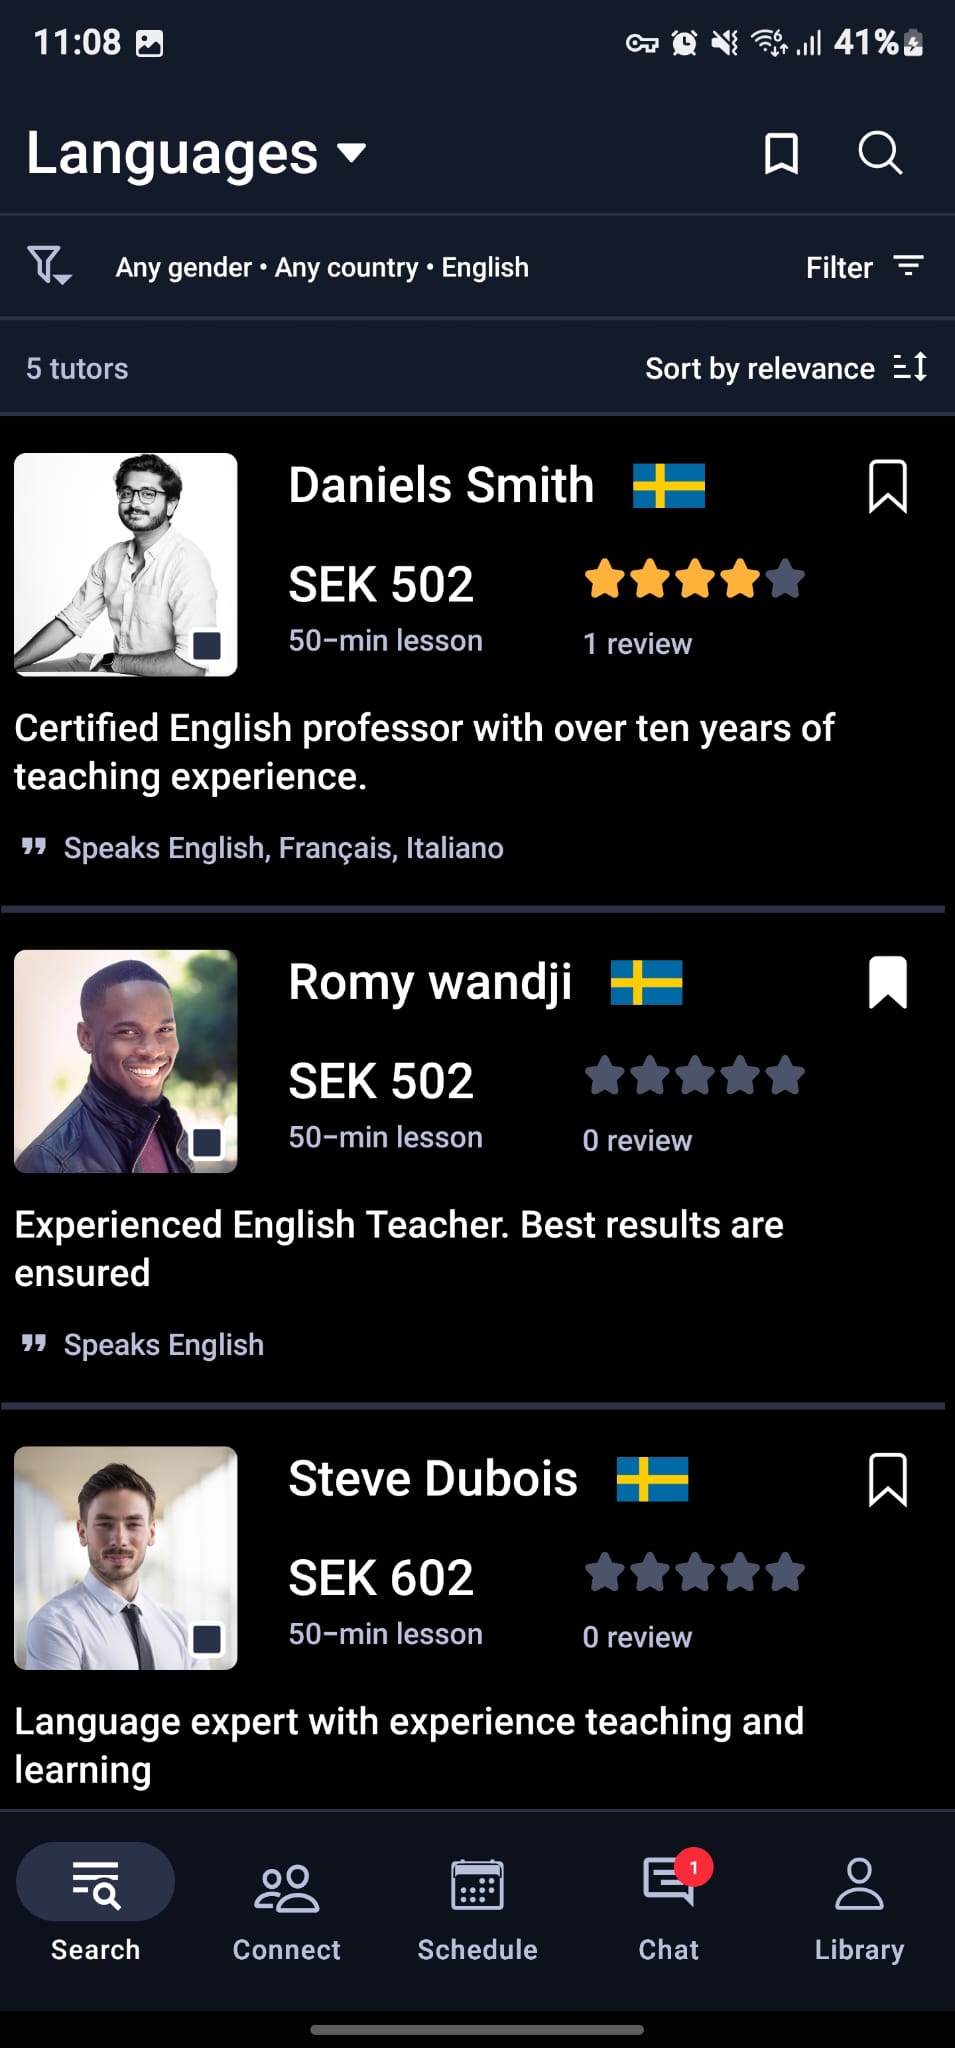 11:08
41%
Languages
Any gender • Any country • English
Filter
5 tutors
Sort by relevance
Daniels Smith
SEK 502
50-min lesson
1 review
Certified English professor with over ten years of
teaching experience.
Speaks English, Français, Italiano
Romy wandji
SEK 502
50-min lesson
0 review
Experienced English Teacher. Best results are
ensured
Speaks English
Steve Dubois
SEK 602
50-min lesson
0 review
Language expert with experience teaching and
learning
1
Search
Connect
Schedule
Chat
Library